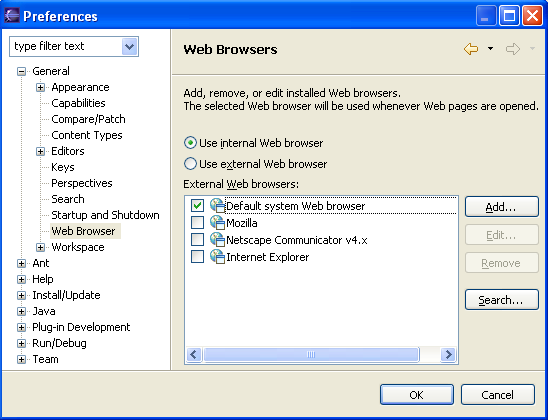 Preferences
type filter text
Web Browsers
General
Appearance
Capabilities
Compare/Patch
Content Types
Editors
Keys
Perspectives
Search
Startup and Shutdown
Web Browser
Workspace
Ant
Help
Install/Update
Java
Plug-in Development
Run/Debug
Team
Add, remove, or edit installed Web browsers.
The selected Web browser will be used whenever Web pages are opened.
Use internal Web browser
Use external Web browser
External Web browsers:
Default system Web browser
Mozilla
Netscape Communicator v4.x
Internet Explorer
Add...
Edit...
Remove
Search...
OK
Cancel